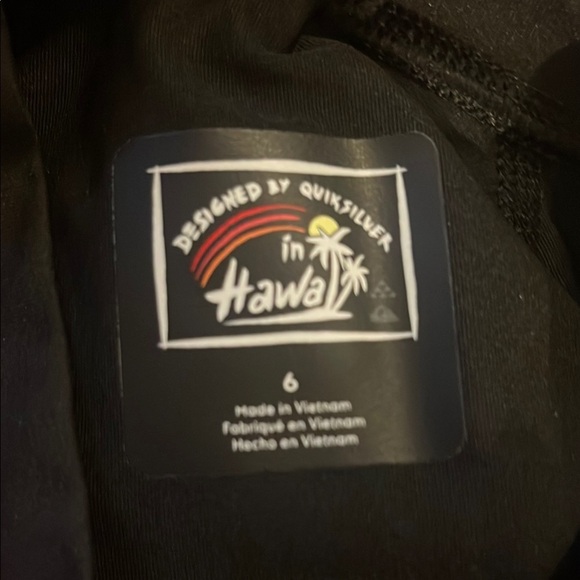 DESIGNED BY QUIKSILVER
in
Hawaii
6
Made in Vietnam
Fabriqué en Vietnam
Hecho en Vietnam